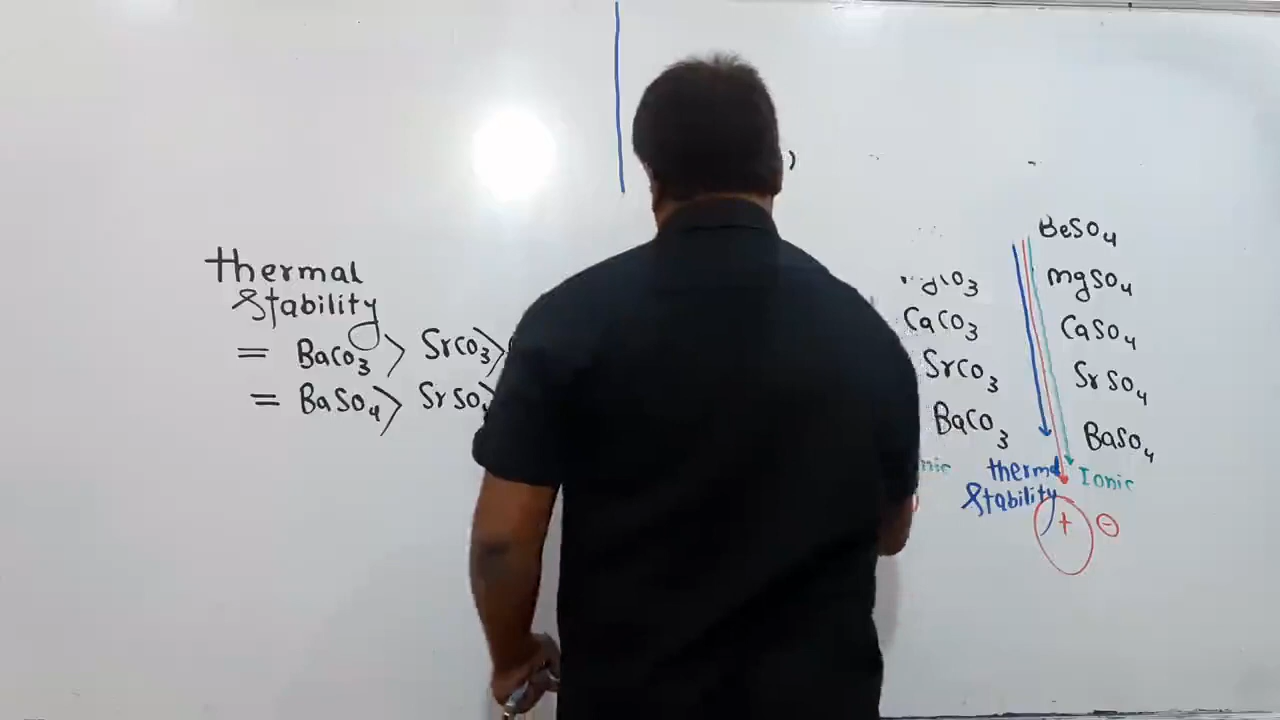 thermal
Stability
= BaCO3 > SrCO3 >
= BaSO4 > SrSO4
)
CaCO3
SrCO3
BaCO3
BeSO4
mgSO4
CaSO4
SrSO4
BaSO4
thermal
Stability
Ionic
+ ⊖